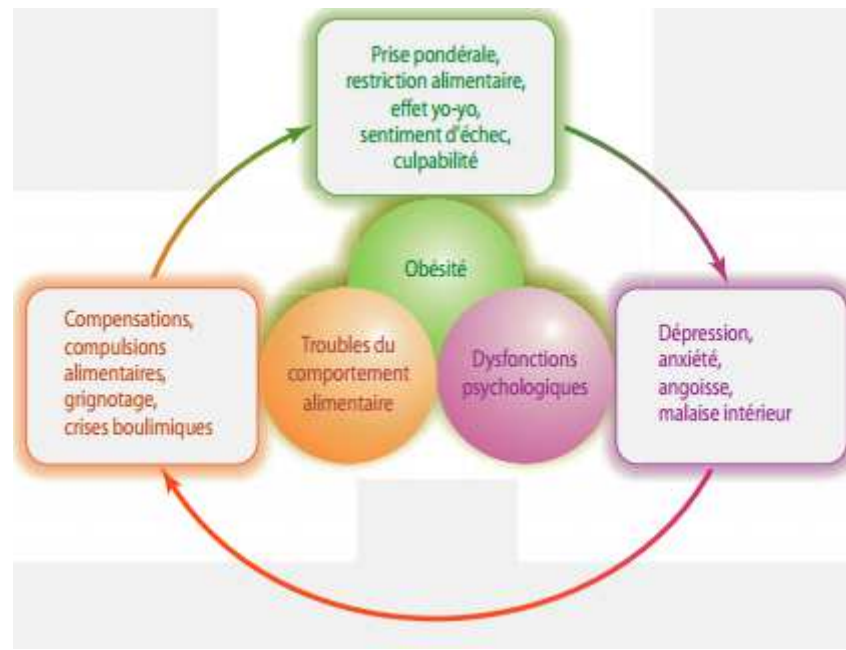 Prise pondérale,
restriction alimentaire,
effet yo-yo,
sentiment d'échec,
culpabilité
Obésité
Compensations,
compulsions
alimentaires,
grignotage,
crises boulimiques
Troubles du
comportement
alimentaire
Dysfonctions
psychologiques
Dépression,
anxiété,
angoisse,
malaise intérieur